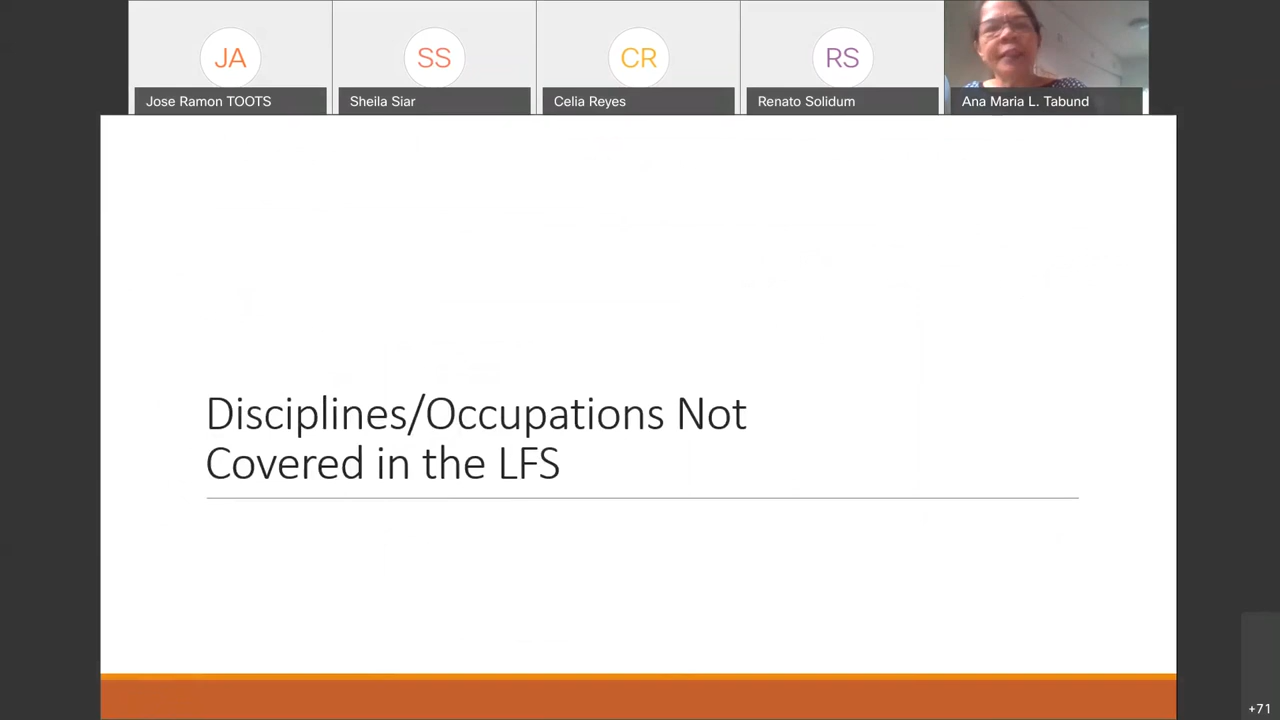 JA
SS
CR
RS
Jose Ramon TOOTS
Sheila Siar
Celia Reyes
Renato Solidum
Ana Maria L. Tabund
Disciplines/Occupations Not
Covered in the LFS
+71